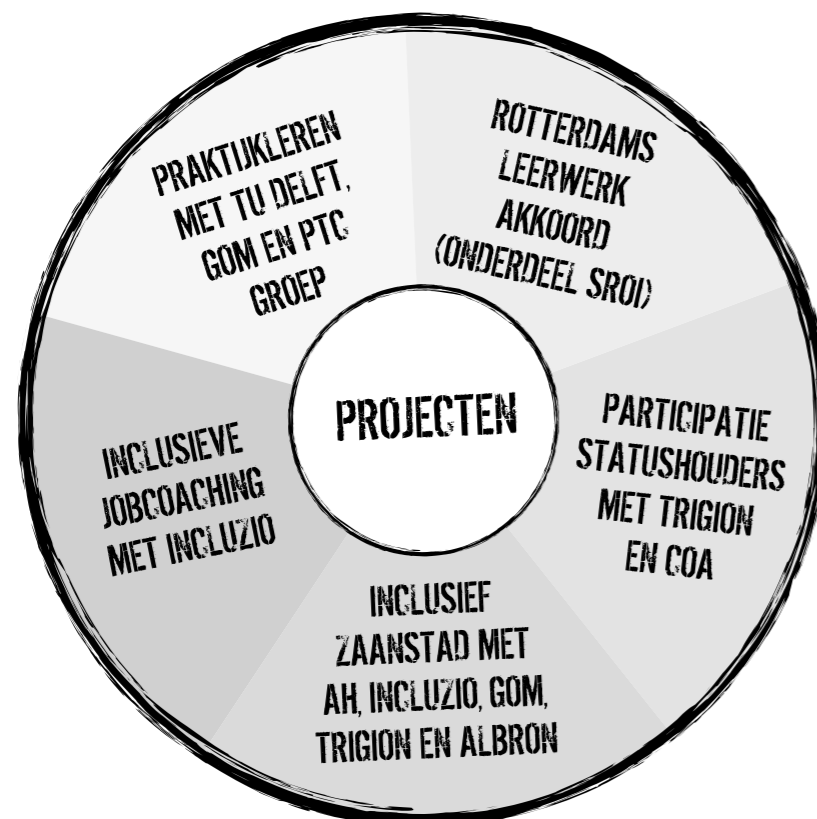 PROJECTEN
ROTTERDAMS
LEERWERK
AKKOORD
(ONDERDEEL SROI)
PARTICIPATIE
STATUSHOUDERS
MET TRIGION
EN COA
INCLUSIEF
ZAANSTAD MET
AH, INCLUZIO, GOM,
TRIGION EN ALBRON
INCLUSIEVE
JOBCOACHING
MET INCLUZIO
PRAKTIJKLEREN
MET TU DELFT,
GOM EN PTC
GROEP